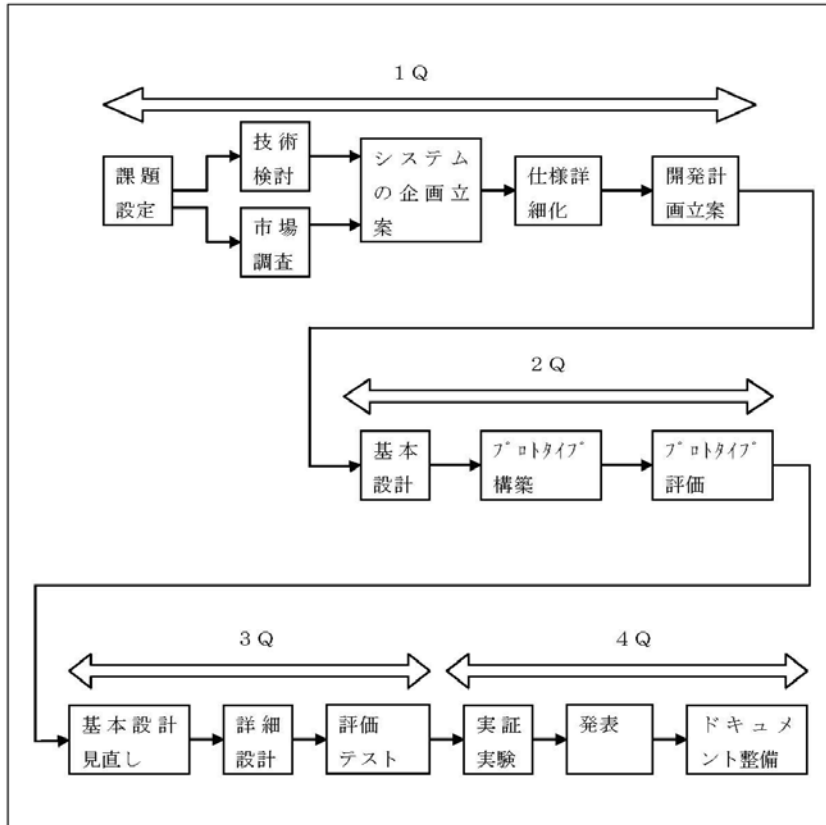 1Q
課題
設定
技術
検討
市場
調査
システム
の企画立
案
仕様詳
細化
開発計
画立案
2Q
基本
設計
ﾌﾟﾛﾄﾀｲﾌﾟ
構築
ﾌﾟﾛﾄﾀｲﾌﾟ
評価
3Q
4Q
基本設計
見直し
詳細
設計
評価
テスト
実証
実験
発表
ドキュメ
ント整備